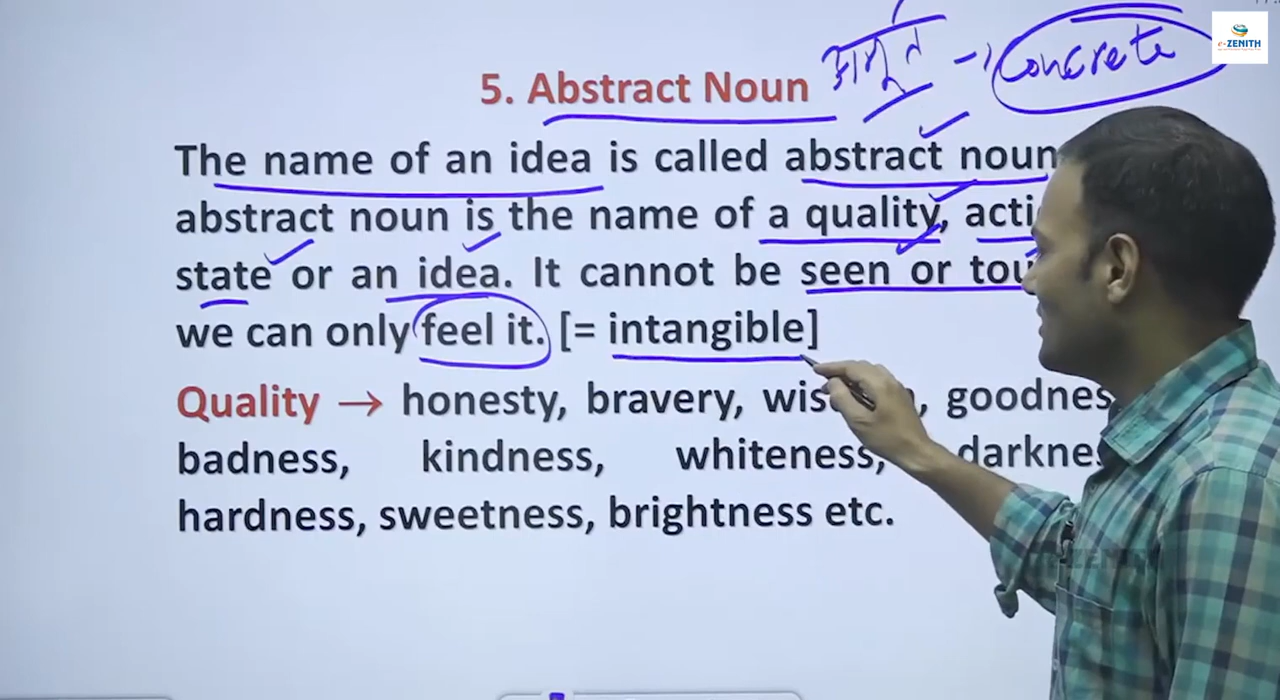 e-ZENITH
अमूर्त → concrete
5. Abstract Noun
The name of an idea is called abstract noun
abstract noun is the name of a quality, acti
state or an idea. It cannot be seen or tou
we can only feel it. [= intangible]
Quality → honesty, bravery, wis , goodnes
badness, kindness, whiteness, darknes
hardness, sweetness, brightness etc.